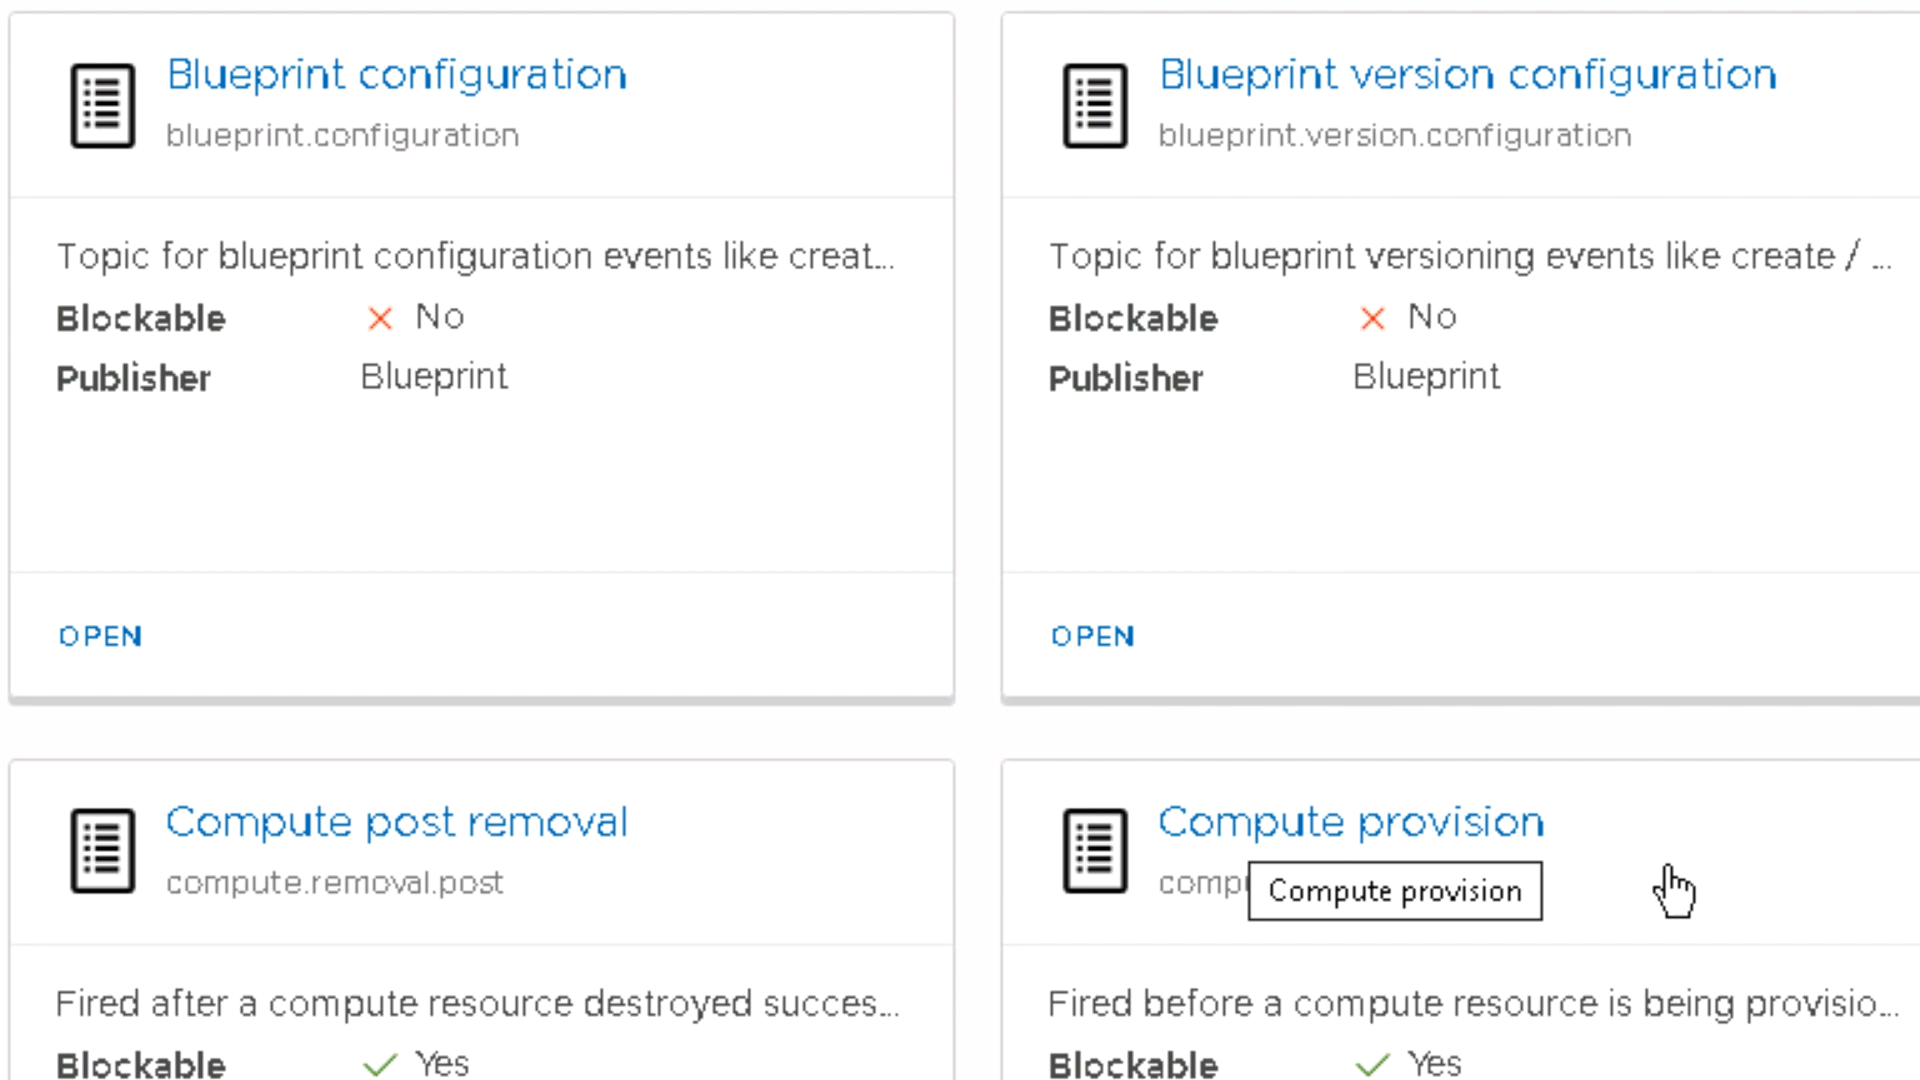 Blueprint configuration
blueprint.configuration
Topic for blueprint configuration events like creat...
Blockable No
Publisher Blueprint
OPEN
Blueprint version configuration
blueprint.version.configuration
Topic for blueprint versioning events like create / ...
Blockable No
Publisher Blueprint
OPEN
Compute post removal
compute.removal.post
Fired after a compute resource destroyed succes...
Blockable Yes
Compute provision
Compute provision
Fired before a compute resource is being provisio...
Blockable Yes